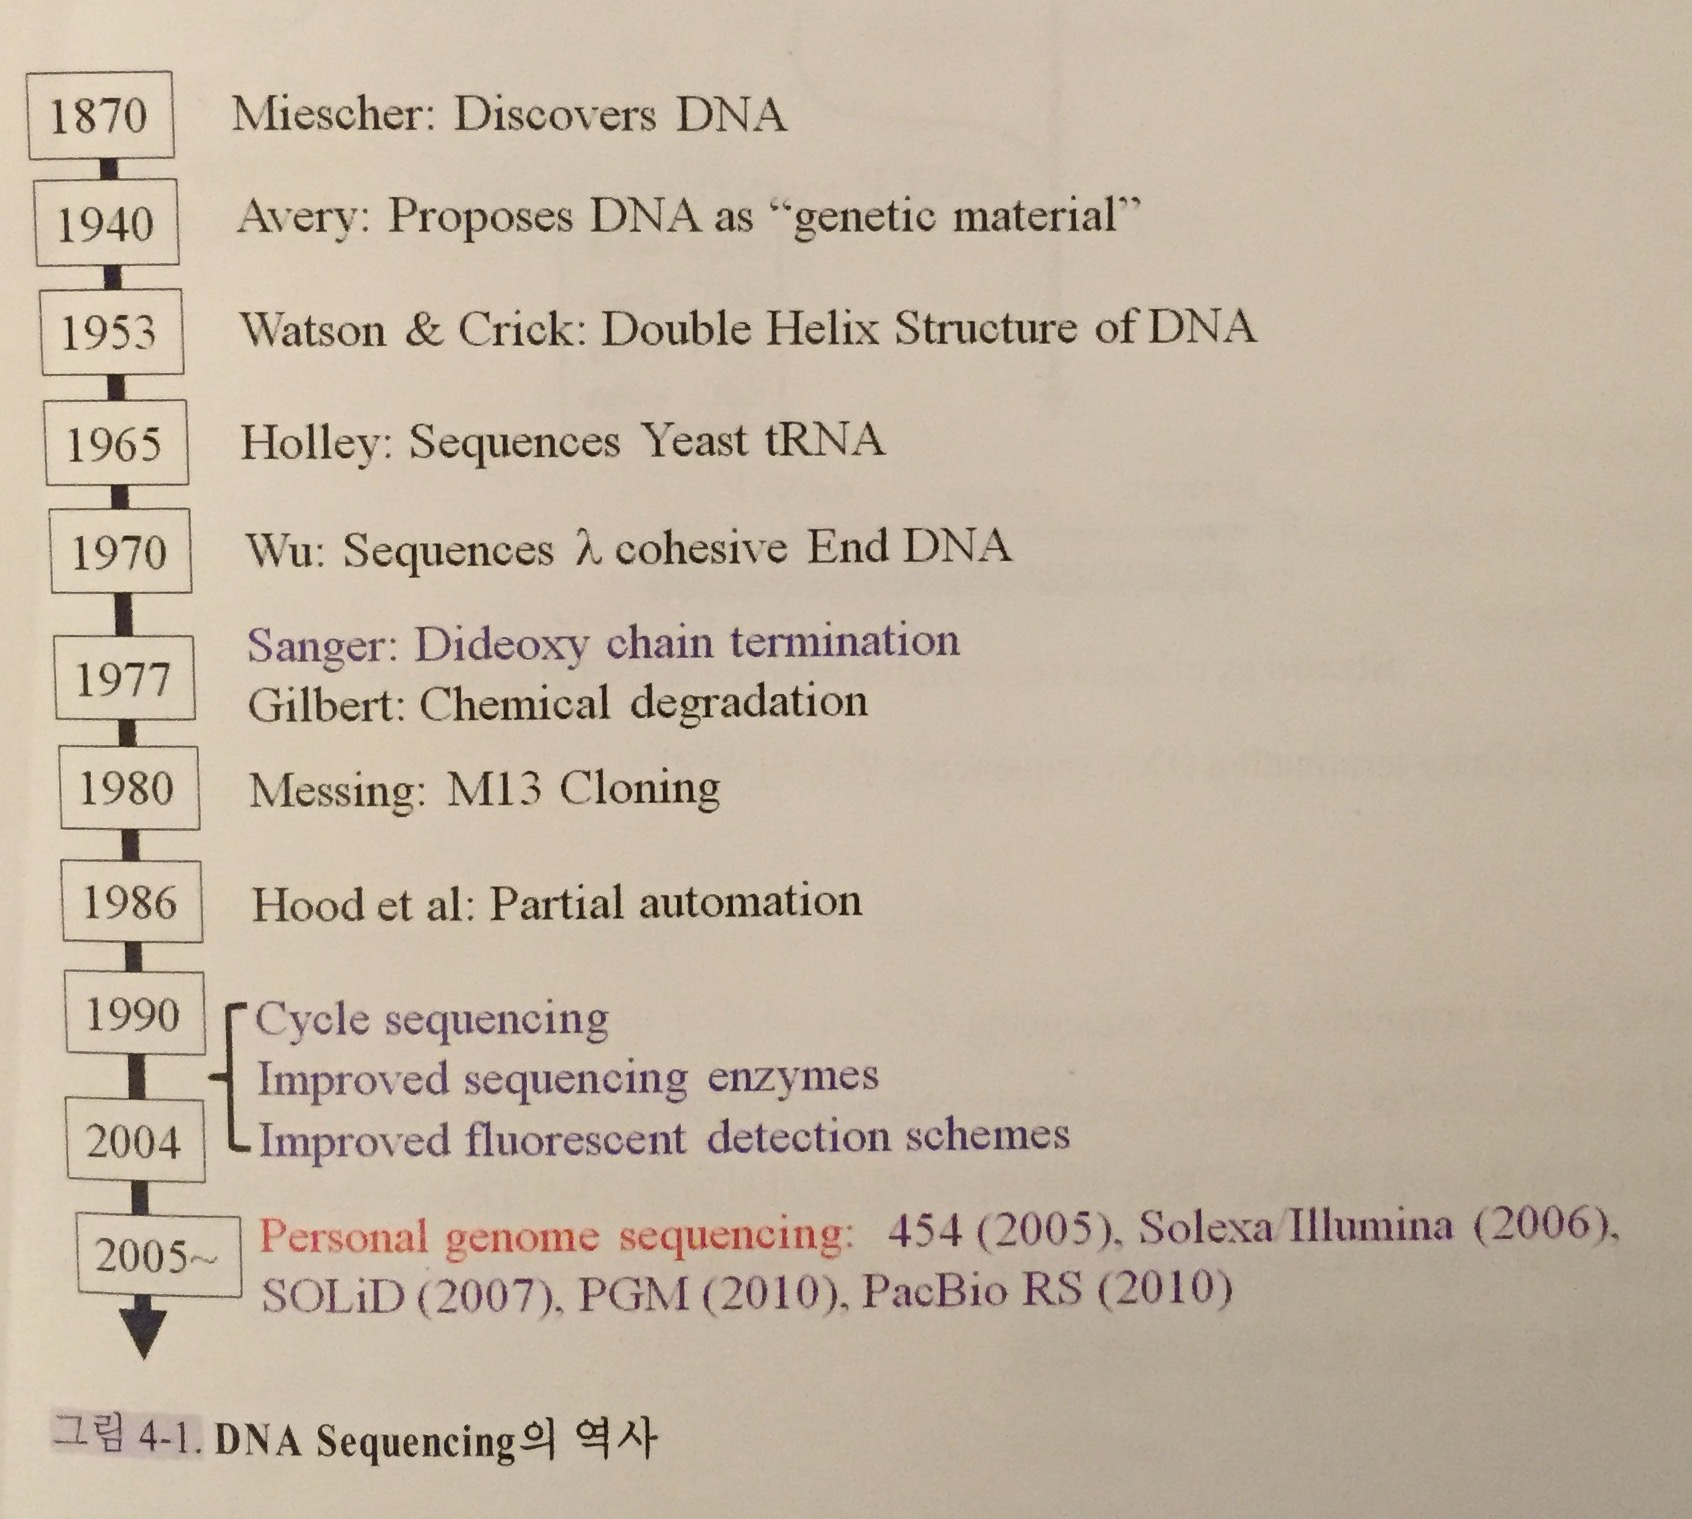 1870 Miescher: Discovers DNA
1940 Avery: Proposes DNA as “genetic material”
1953 Watson & Crick: Double Helix Structure of DNA
1965 Holley: Sequences Yeast tRNA
1970 Wu: Sequences λ cohesive End DNA
Sanger: Dideoxy chain termination
1977
Gilbert: Chemical degradation
1980 Messing: M13 Cloning
1986 Hood et al: Partial automation
1990 Cycle sequencing
Improved sequencing enzymes
2004 Improved fluorescent detection schemes
2005~ Personal genome sequencing: 454 (2005), Solexa Illumina (2006),
SOLiD (2007), PGM (2010), PacBio RS (2010)
그림 4-1. DNA Sequencing의 역사